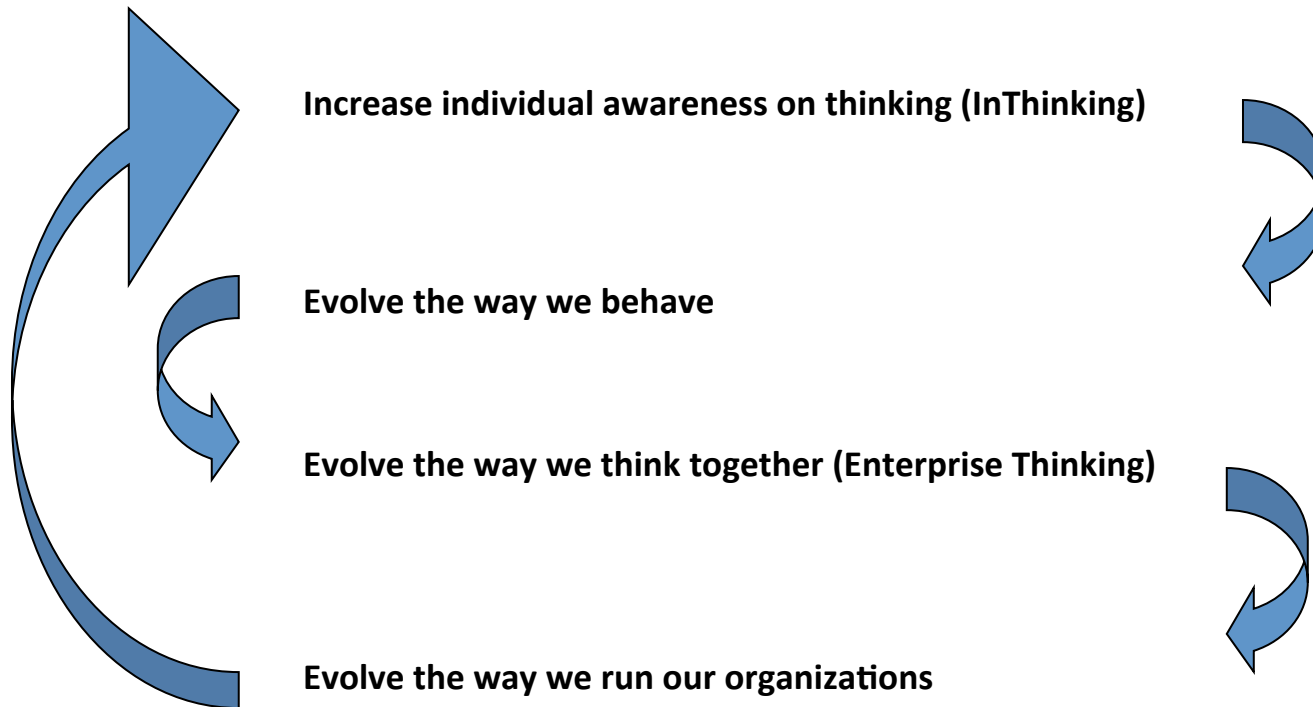 Increase individual awareness on thinking (InThinking)
Evolve the way we behave
Evolve the way we think together (Enterprise Thinking)
Evolve the way we run our organizations